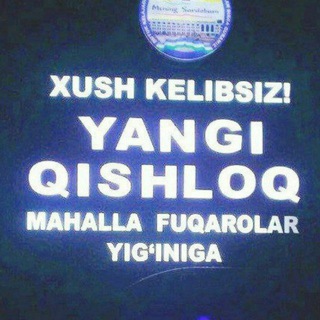 XUSH KELIBSIZ!
YANGI
QISHLOQ
MAHALLA FUQAROLAR
YIG‘INIGA